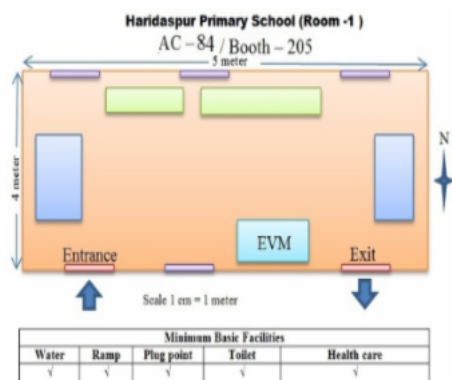 Haridaspur Primary School (Room -1 )
AC – 84 / Booth - 205
5 meter
4 meter
N
EVM
Entrance
Exit
Scale 1 cm = 1 meter
Minimum Basic Facilities
Water Ramp Plug point Toilet Health care
√ √ √ √ √